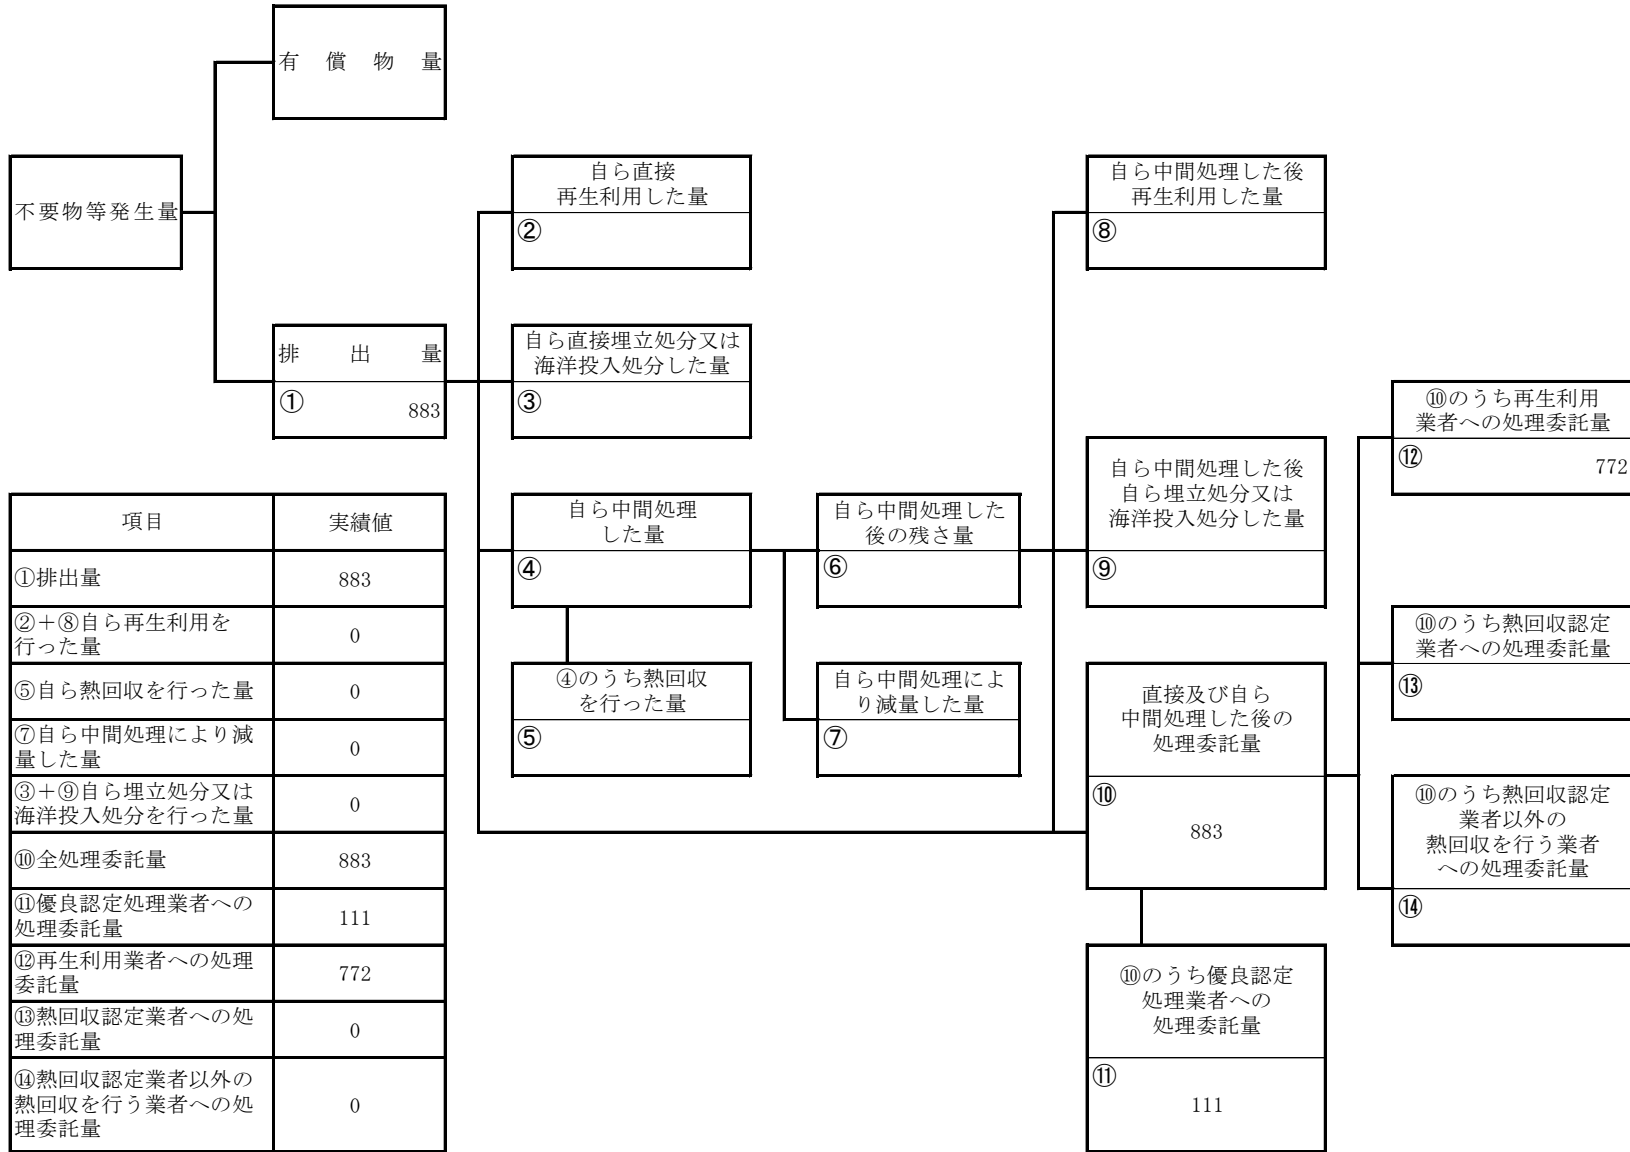 有償物量
不要物等発生量
排出量
①
883
自ら直接
再生利用した量
②
自ら直接埋立処分又は
海洋投入処分した量
③
自ら中間処理
した量
④
④のうち熱回収
を行った量
⑤
自ら中間処理した
後の残さ量
⑥
自ら中間処理によ
り減量した量
⑦
自ら中間処理した後
再生利用した量
⑧
自ら中間処理した後
自ら埋立処分又は
海洋投入処分した量
⑨
直接及び自ら
中間処理した後の
処理委託量
⑩
883
⑩のうち優良認定
処理業者への
処理委託量
⑪
111
⑩のうち再生利用
業者への処理委託量
⑫
772
⑩のうち熱回収認定
業者への処理委託量
⑬
⑩のうち熱回収認定
業者以外の
熱回収を行う業者
への処理委託量
⑭
項目 実績値
①排出量 883
②+⑧自ら再生利用を
行った量 0
⑤自ら熱回収を行った量 0
⑦自ら中間処理により減
量した量 0
③+⑨自ら埋立処分又は
海洋投入処分を行った量 0
⑩全処理委託量 883
⑪優良認定処理業者への
処理委託量 111
⑫再生利用業者への処理
委託量 772
⑬熱回収認定業者への処
理委託量 0
⑭熱回収認定業者以外の
熱回収を行う業者への処
理委託量 0